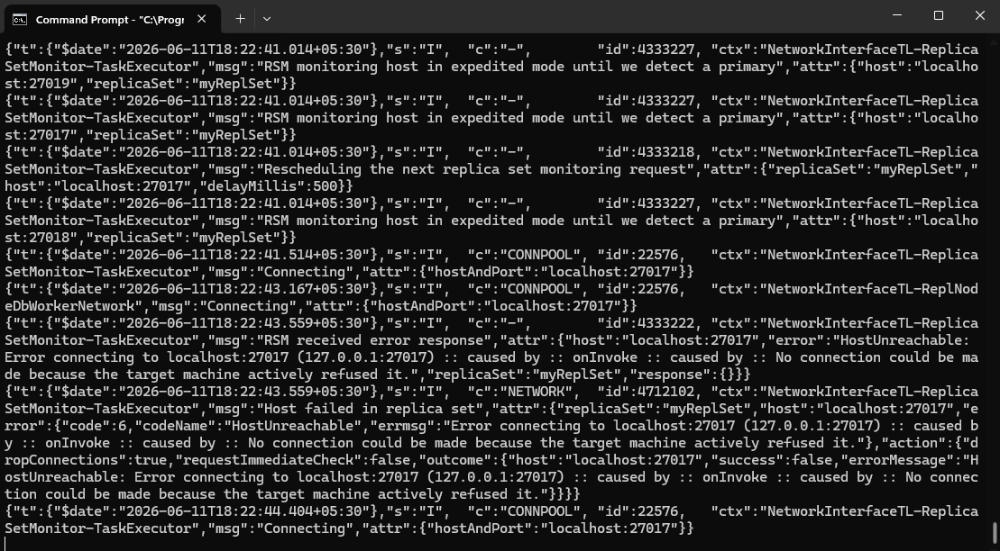 Command Prompt - "C:\Progr
{"t":{"$date":"2026-06-11T18:22:41.014+05:30"},"s":"I",  "c":"-",        "id":4333227, "ctx":"NetworkInterfaceTL-Replica
SetMonitor-TaskExecutor","msg":"RSM monitoring host in expedited mode until we detect a primary","attr":{"host":"localho
st:27019","replicaSet":"myReplSet"}}
{"t":{"$date":"2026-06-11T18:22:41.014+05:30"},"s":"I",  "c":"-",        "id":4333227, "ctx":"NetworkInterfaceTL-Replica
SetMonitor-TaskExecutor","msg":"RSM monitoring host in expedited mode until we detect a primary","attr":{"host":"localho
st:27017","replicaSet":"myReplSet"}}
{"t":{"$date":"2026-06-11T18:22:41.014+05:30"},"s":"I",  "c":"-",        "id":4333218, "ctx":"NetworkInterfaceTL-Replica
SetMonitor-TaskExecutor","msg":"Rescheduling the next replica set monitoring request","attr":{"replicaSet":"myReplSet","
host":"localhost:27017","delayMillis":500}}
{"t":{"$date":"2026-06-11T18:22:41.014+05:30"},"s":"I",  "c":"-",        "id":4333227, "ctx":"NetworkInterfaceTL-Replica
SetMonitor-TaskExecutor","msg":"RSM monitoring host in expedited mode until we detect a primary","attr":{"host":"localho
st:27018","replicaSet":"myReplSet"}}
{"t":{"$date":"2026-06-11T18:22:41.514+05:30"},"s":"I",  "c":"CONNPOOL", "id":22576,   "ctx":"NetworkInterfaceTL-Replica
SetMonitor-TaskExecutor","msg":"Connecting","attr":{"hostAndPort":"localhost:27017"}}
{"t":{"$date":"2026-06-11T18:22:43.167+05:30"},"s":"I",  "c":"CONNPOOL", "id":22576,   "ctx":"NetworkInterfaceTL-ReplNod
eDbWorkerNetwork","msg":"Connecting","attr":{"hostAndPort":"localhost:27017"}}
{"t":{"$date":"2026-06-11T18:22:43.559+05:30"},"s":"I",  "c":"-",        "id":4333222, "ctx":"NetworkInterfaceTL-Replica
SetMonitor-TaskExecutor","msg":"RSM received error response","attr":{"host":"localhost:27017","error":"HostUnreachable:
Error connecting to localhost:27017 (127.0.0.1:27017) :: caused by :: onInvoke :: caused by :: No connection could be ma
de because the target machine actively refused it.","replicaSet":"myReplSet","response":{}}}
{"t":{"$date":"2026-06-11T18:22:43.559+05:30"},"s":"I",  "c":"NETWORK",  "id":4712102, "ctx":"NetworkInterfaceTL-Replica
SetMonitor-TaskExecutor","msg":"Host failed in replica set","attr":{"replicaSet":"myReplSet","host":"localhost:27017","e
rror":{"code":6,"codeName":"HostUnreachable","errmsg":"Error connecting to localhost:27017 (127.0.0.1:27017) :: caused b
y :: onInvoke :: caused by :: No connection could be made because the target machine actively refused it."},"action":{"d
ropConnections":true,"requestImmediateCheck":false,"outcome":{"host":"localhost:27017","success":false,"errorMessage":"H
ostUnreachable: Error connecting to localhost:27017 (127.0.0.1:27017) :: caused by :: onInvoke :: caused by :: No connec
tion could be made because the target machine actively refused it."}}}}
{"t":{"$date":"2026-06-11T18:22:44.404+05:30"},"s":"I",  "c":"CONNPOOL", "id":22576,   "ctx":"NetworkInterfaceTL-Replica
SetMonitor-TaskExecutor","msg":"Connecting","attr":{"hostAndPort":"localhost:27017"}}